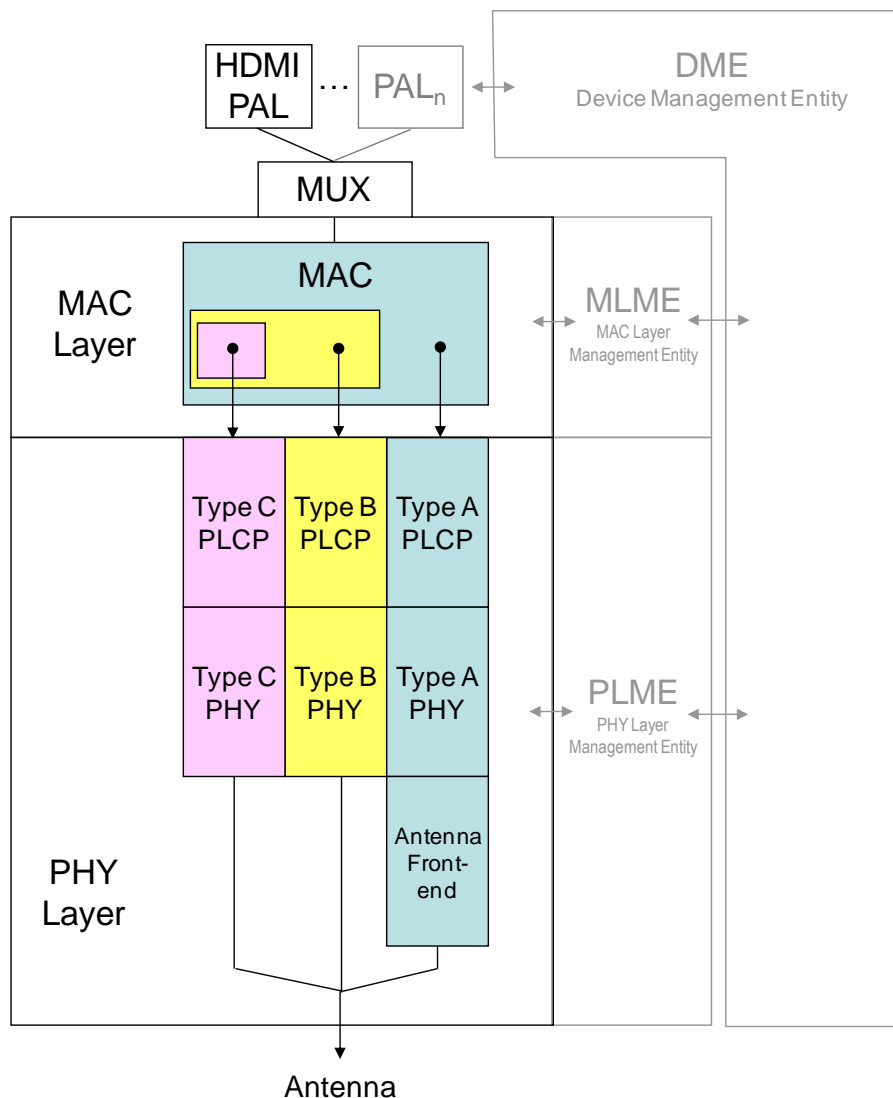 HDMI
PAL
...
PALn
DME
Device Management Entity
MUX
MAC
Layer
MAC
MLME
MAC Layer
Management Entity
Type C
PLCP
Type B
PLCP
Type A
PLCP
Type C
PHY
Type B
PHY
Type A
PHY
PLME
PHY Layer
Management Entity
Antenna
Front-
end
PHY
Layer
Antenna